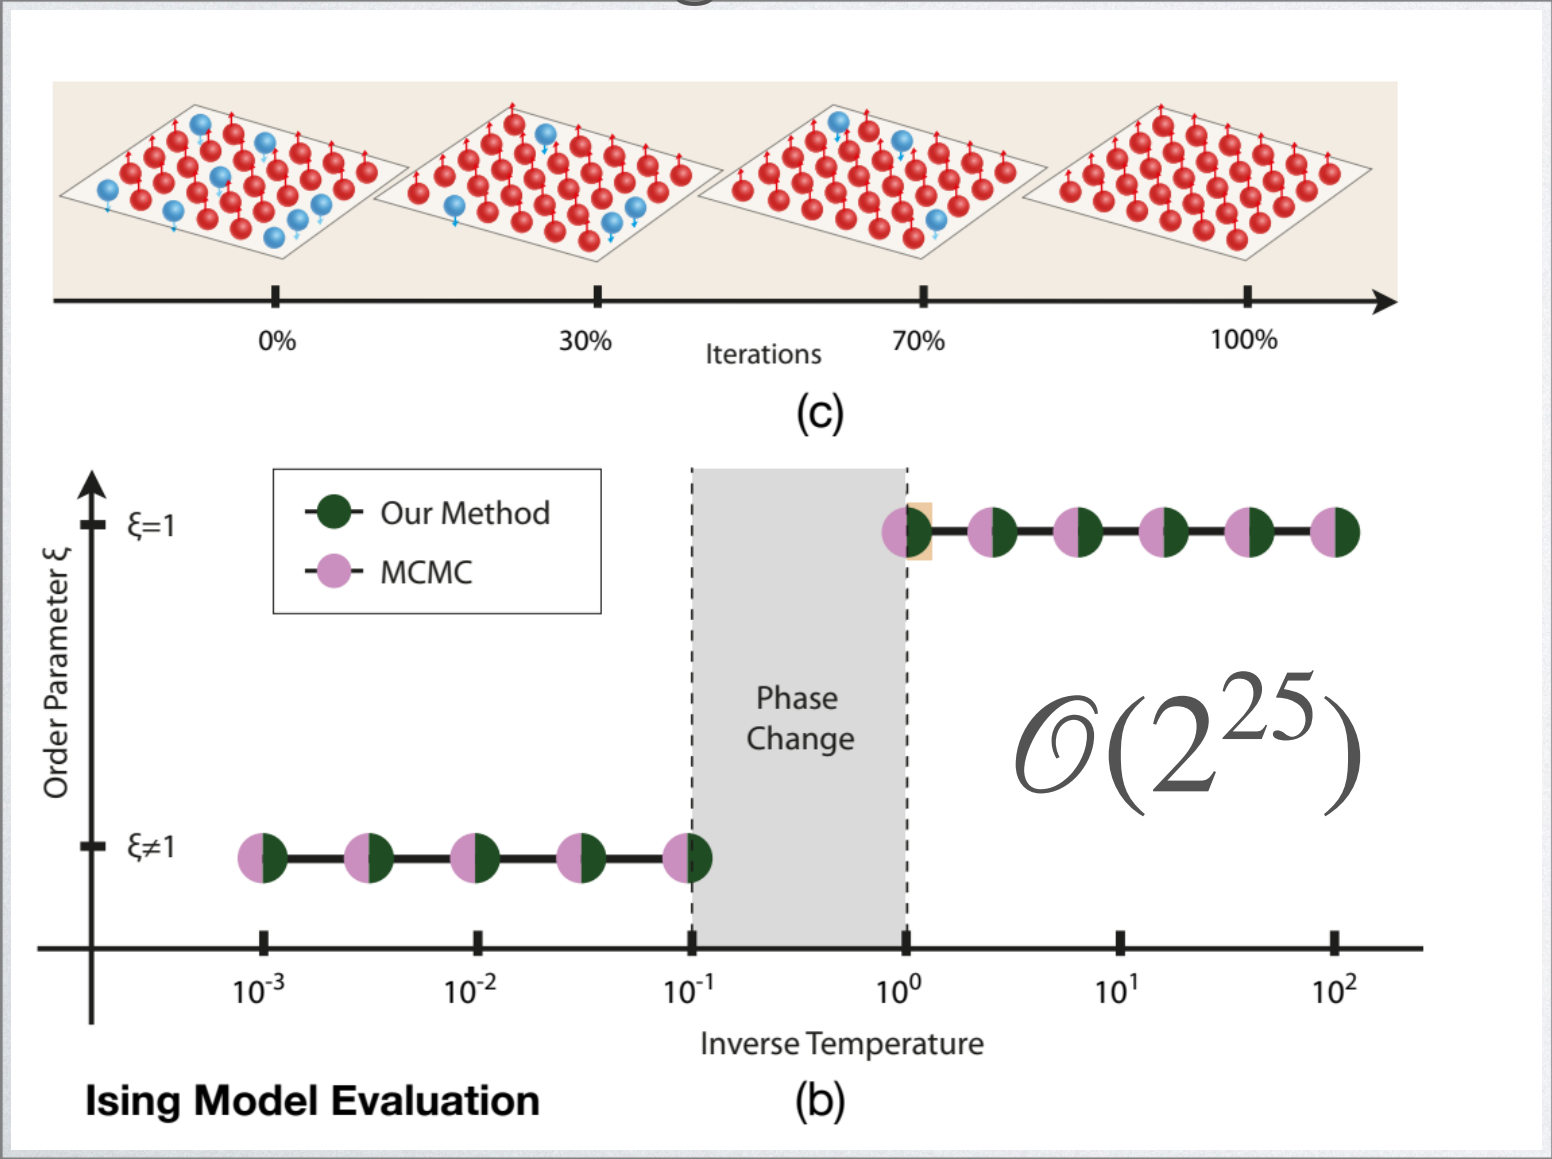 0% 30% 70% 100%
Iterations
(c)
Our Method
MCMC
ξ=1
Order Parameter ξ
Phase
Change
𝒪(2²⁵)
ξ≠1
10⁻³ 10⁻² 10⁻¹ 10⁰ 10¹ 10²
Inverse Temperature
Ising Model Evaluation (b)